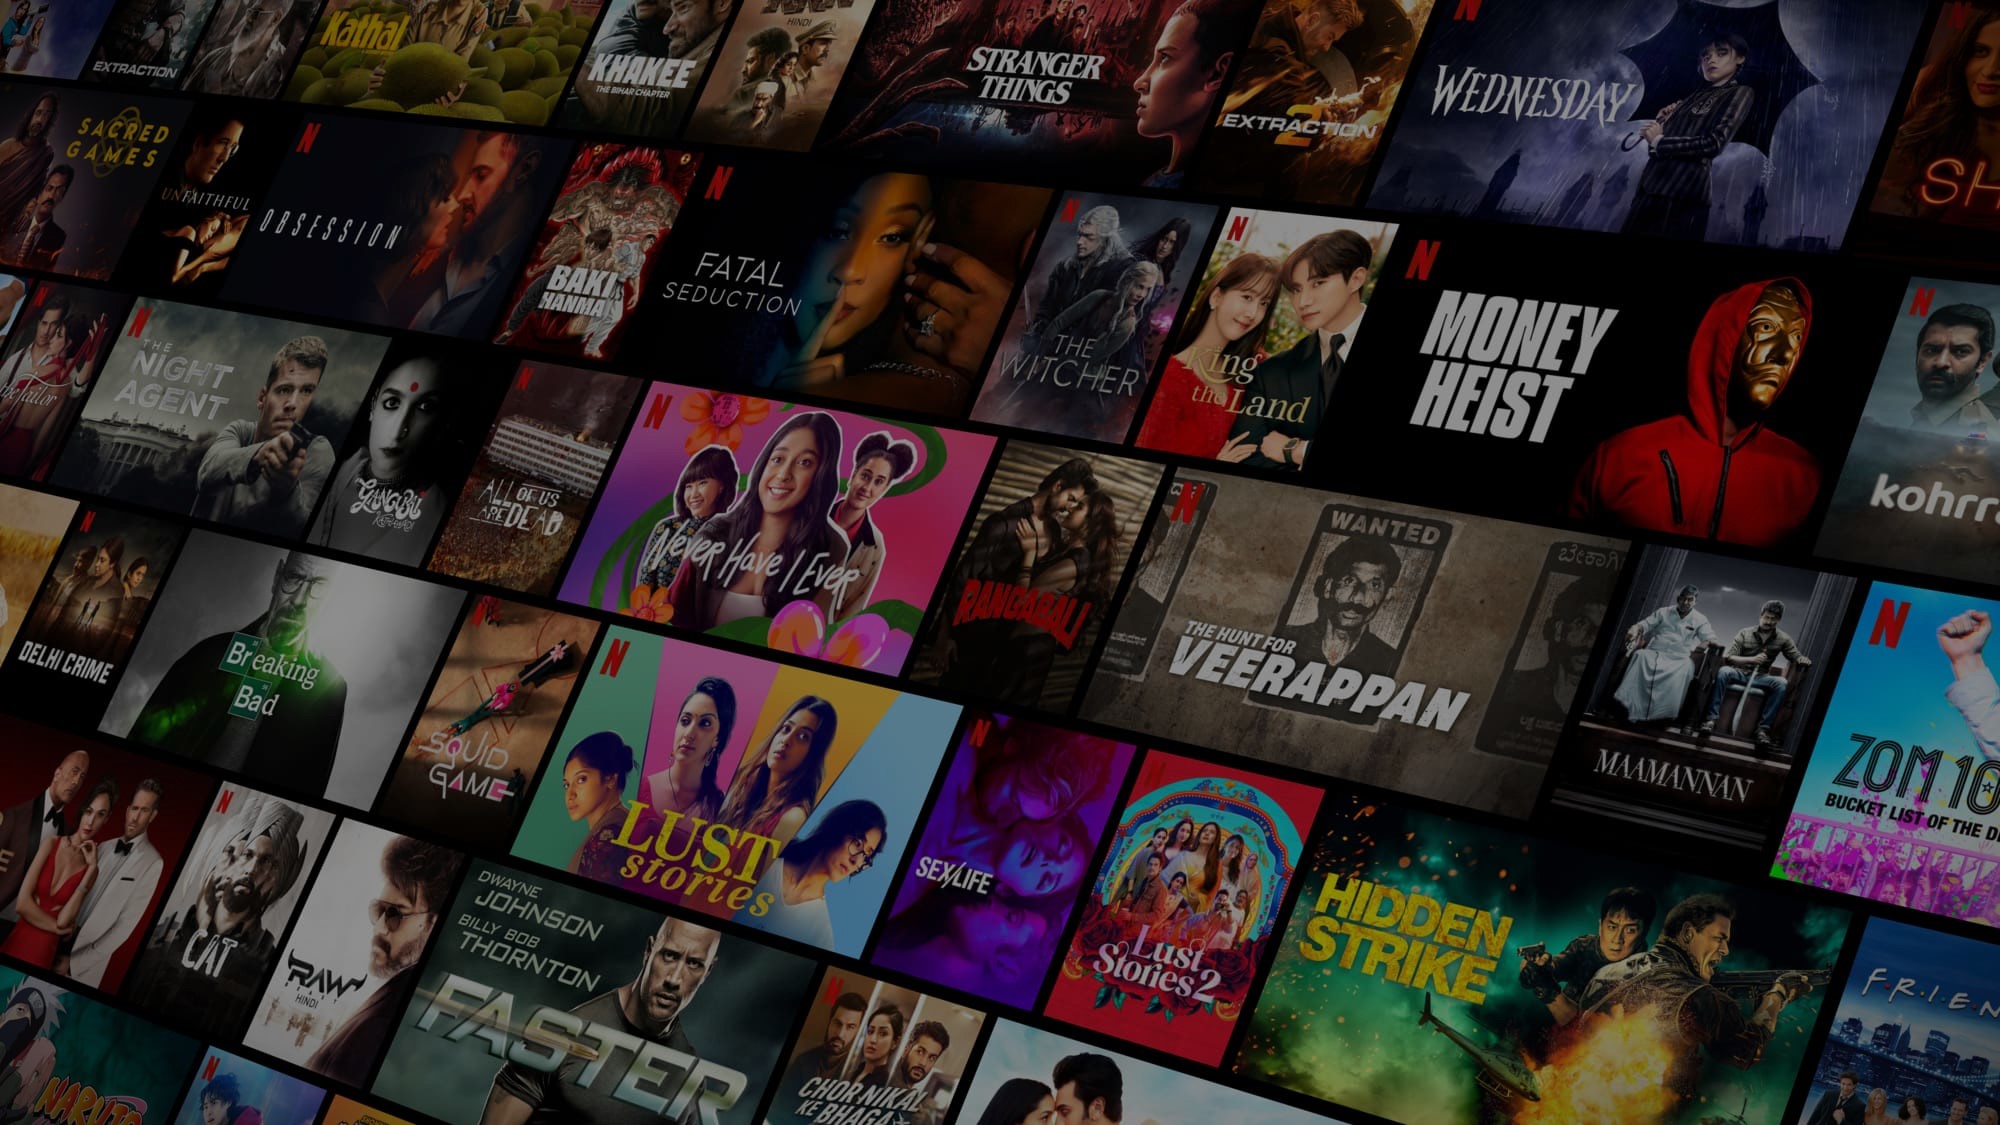 EXTRACTION
Kathal
KHAKEE
THE BIHAR CHAPTER
HINDI
STRANGER
THINGS
EXTRACTION
2
WEDNESDAY
SH
SACRED
GAMES
UNFAITHFUL
OBSESSION
BAKI
HANMA
FATAL
SEDUCTION
THE
WITCHER
King
the Land
MONEY
HEIST
kohrra
the Tailor
THE
NIGHT
AGENT
GANGUBAI
KATHIAWADI
ALL OF US
ARE DEAD
Never Have I Ever
RANGABALI
WANTED
THE HUNT FOR
VEERAPPAN
ಬೇಕಾಗಿ
MAAMANNAN
ZOM 100
BUCKET LIST OF THE DE
DELHI CRIME
Breaking
Bad
SQUID
GAME
LUST
stories
SEX/LIFE
Lust
Stories 2
HIDDEN
STRIKE
F.R.I.E.N
E
CAT
RAW
HINDI
DWAYNE
JOHNSON
BILLY BOB
THORNTON
FASTER
CHOR NIKAL
KE BHAGA
NARUTO